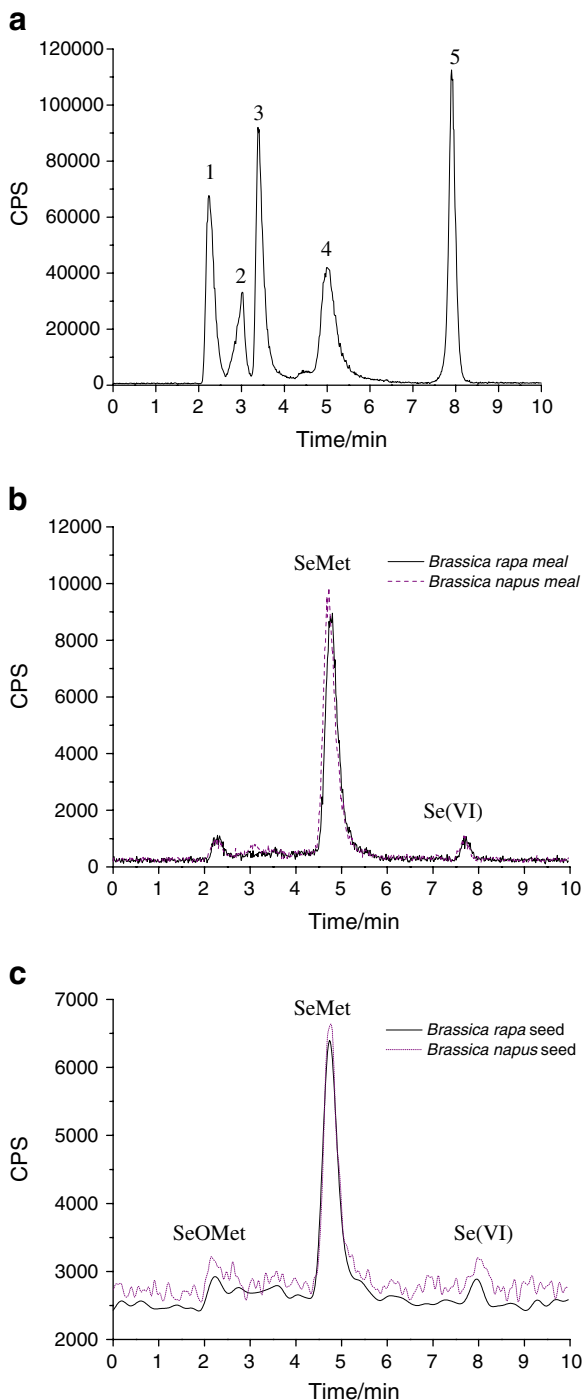 a
120000
100000
80000
60000
40000
20000
0
CPS
1
2
3
4
5
0 1 2 3 4 5 6 7 8 9 10
Time/min
b
12000
10000
8000
6000
4000
2000
0
CPS
SeMet
Brassica rapa meal
Brassica napus meal
Se(VI)
0 1 2 3 4 5 6 7 8 9 10
Time/min
c
7000
6000
5000
4000
3000
2000
CPS
SeMet
Brassica rapa seed
Brassica napus seed
SeOMet
Se(VI)
0 1 2 3 4 5 6 7 8 9 10
Time/min